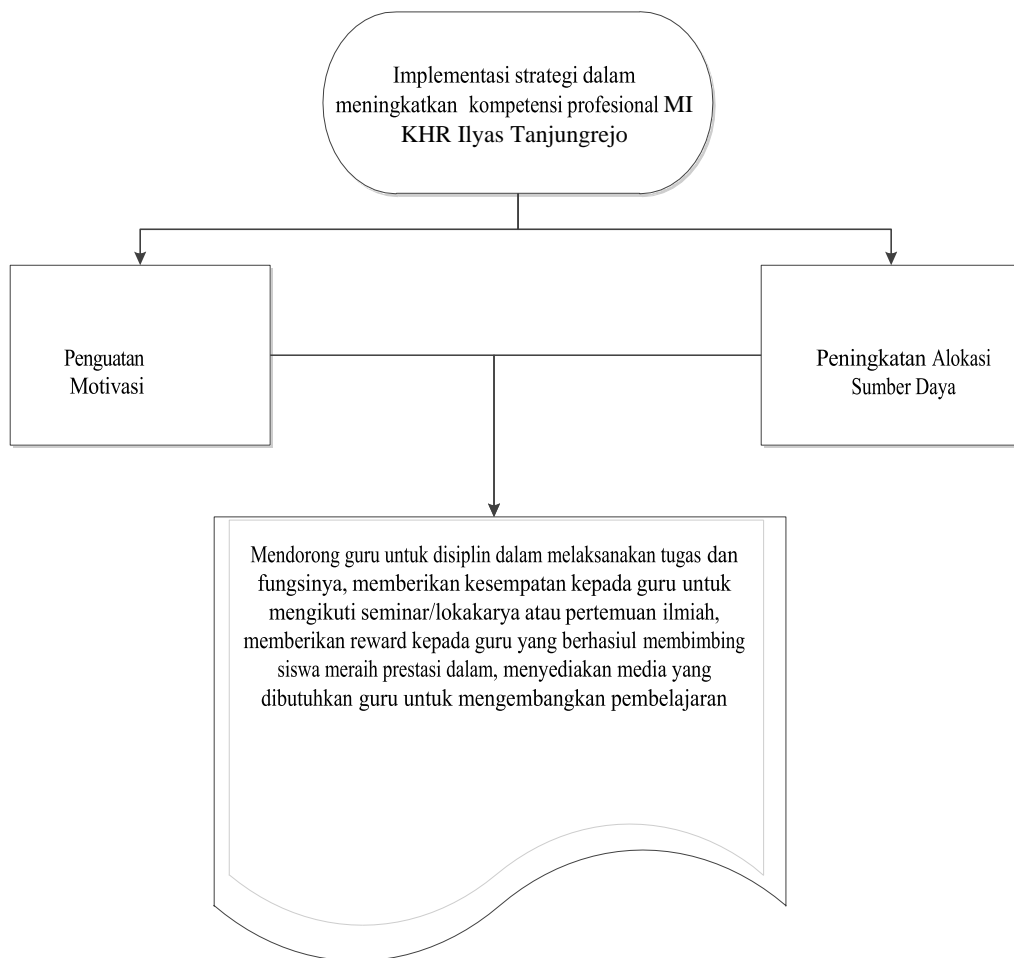 Implementasi strategi dalam
meningkatkan kompetensi profesional MI
KHR Ilyas Tanjungrejo
Penguatan
Motivasi
Peningkatan Alokasi
Sumber Daya
Mendorong guru untuk disiplin dalam melaksanakan tugas dan
fungsinya, memberikan kesempatan kepada guru untuk
mengikuti seminar/lokakarya atau pertemuan ilmiah,
memberikan reward kepada guru yang berhasiul membimbing
siswa meraih prestasi dalam, menyediakan media yang
dibutuhkan guru untuk mengembangkan pembelajaran